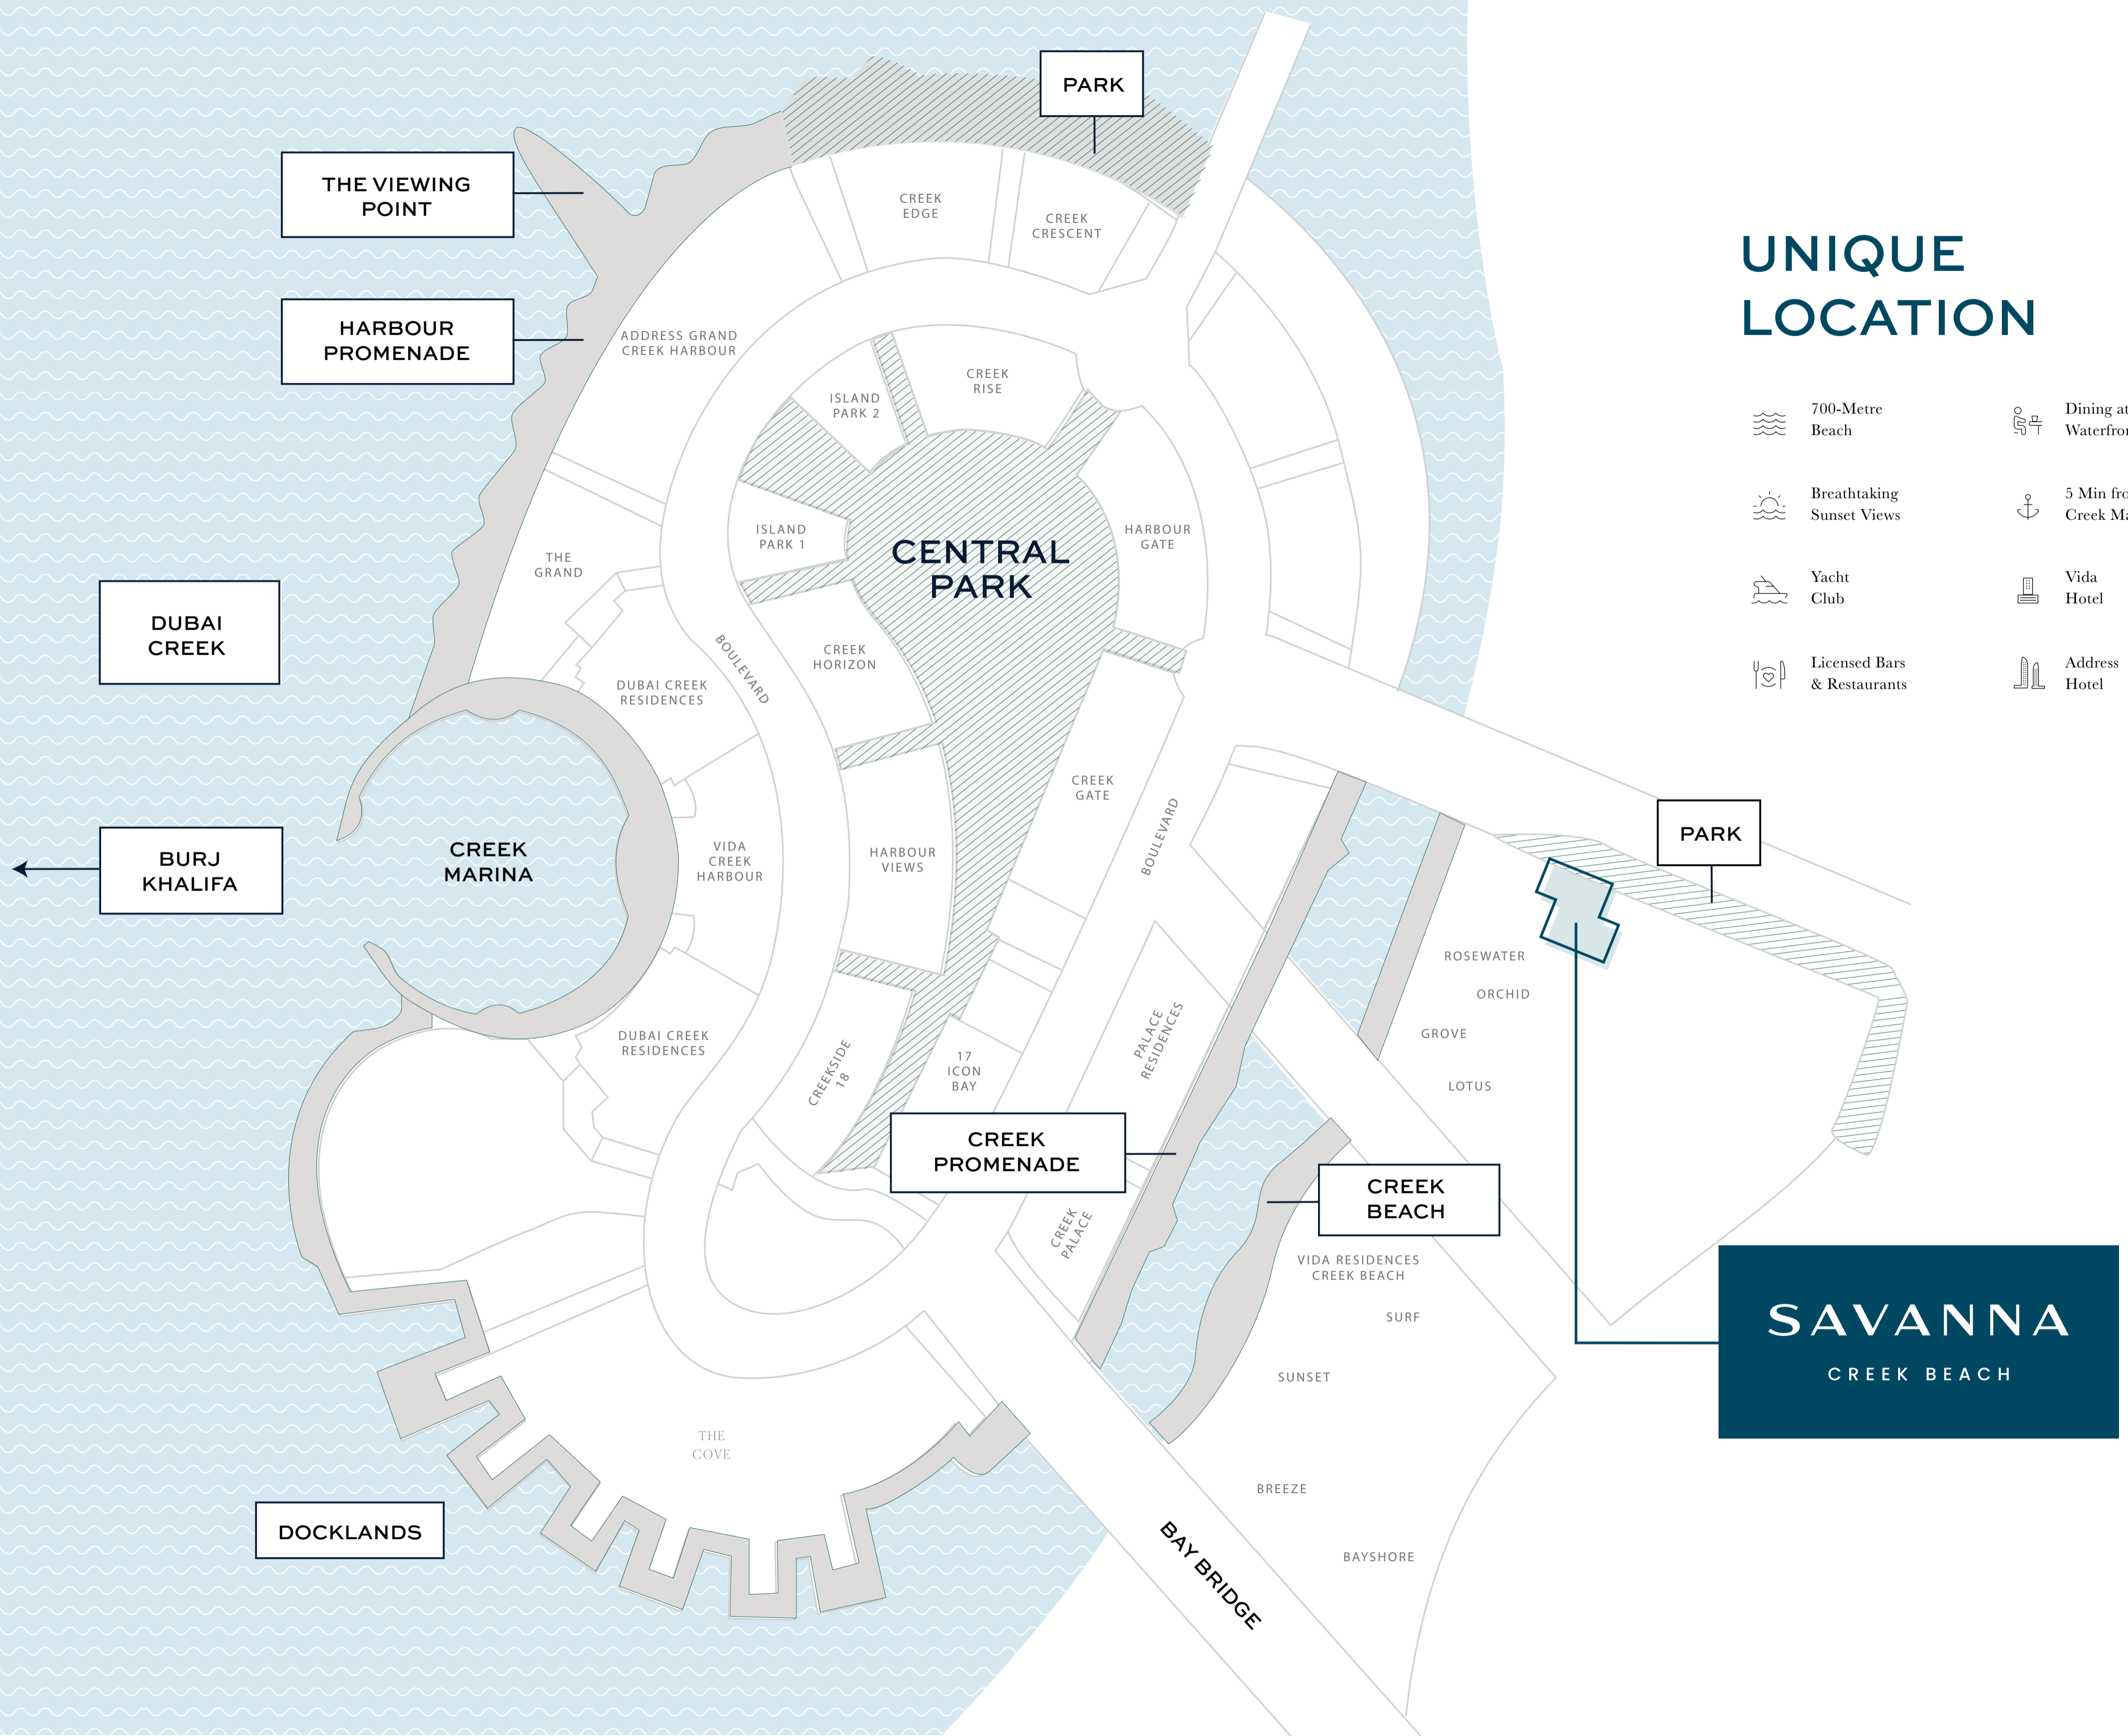 PARK
THE VIEWING
POINT
CREEK
EDGE
CREEK
CRESCENT
UNIQUE
LOCATION
HARBOUR
PROMENADE
ADDRESS GRAND
CREEK HARBOUR
CREEK
RISE
ISLAND
PARK 2
700-Metre
Beach
Dining at
Waterfro
Breathtaking
Sunset Views
5 Min fro
Creek Ma
Yacht
Club
Vida
Hotel
Licensed Bars
& Restaurants
Address
Hotel
ISLAND
PARK 1
CENTRAL
PARK
HARBOUR
GATE
THE
GRAND
DUBAI
CREEK
BOULEVARD
CREEK
HORIZON
DUBAI CREEK
RESIDENCES
CREEK
GATE
BOULEVARD
PARK
BURJ
KHALIFA
CREEK
MARINA
VIDA
CREEK
HARBOUR
HARBOUR
VIEWS
ROSEWATER
ORCHID
GROVE
LOTUS
DUBAI CREEK
RESIDENCES
CREEKSIDE
18
17
ICON
BAY
PALACE
RESIDENCES
CREEK
PROMENADE
CREEK
BEACH
CREEK
PALACE
VIDA RESIDENCES
CREEK BEACH
SURF
SUNSET
SAVANNA
CREEK BEACH
THE
COVE
BREEZE
DOCKLANDS
BAY BRIDGE
BAYSHORE